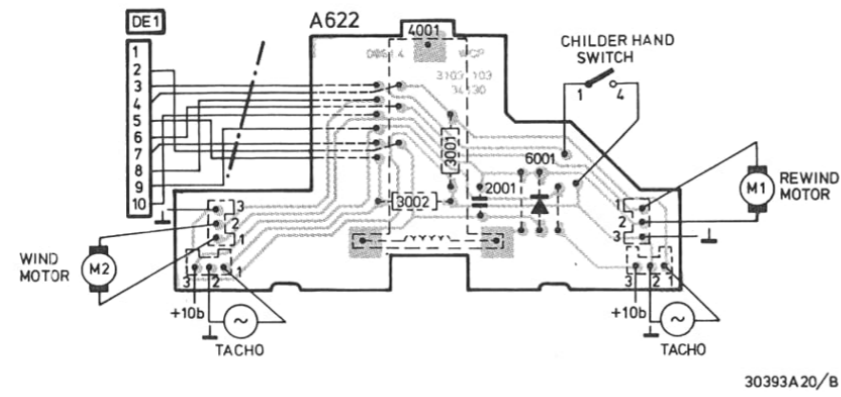 DE1
A622
4001
1
2
3
4
5
6
7
8
9
10
3103 103
CHILDER HAND
SWITCH
1 4
3001
6001
2001
3002
3
2
1
1
2
3
M1
REWIND
MOTOR
WIND
MOTOR
M2
3 2 1
3 2 1
+10b
+10b
~
~
TACHO
TACHO
30393A20/B